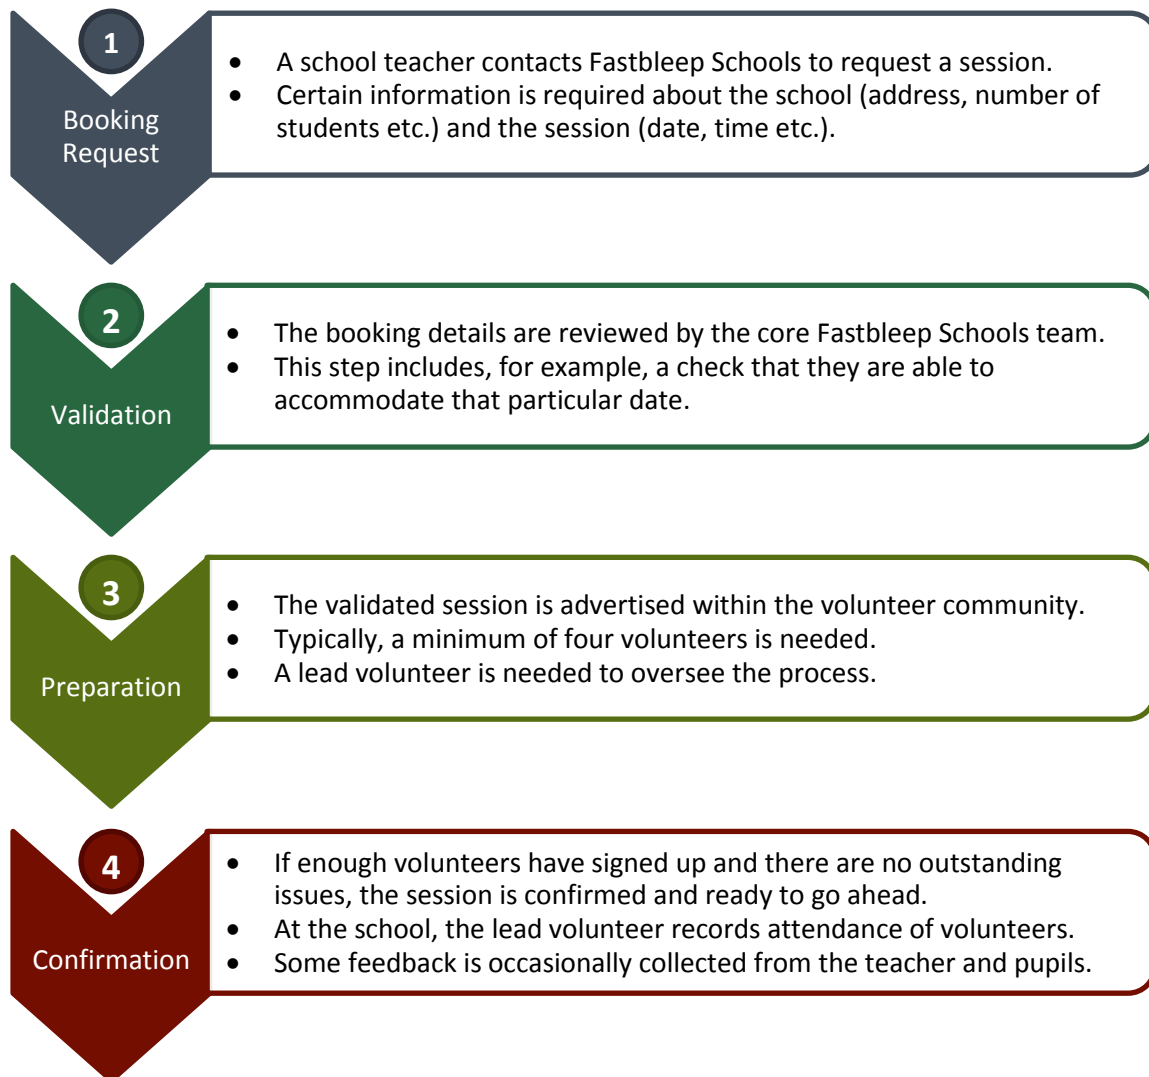 1
Booking
Request
• A school teacher contacts Fastbleep Schools to request a session.
• Certain information is required about the school (address, number of
students etc.) and the session (date, time etc.).
2
Validation
• The booking details are reviewed by the core Fastbleep Schools team.
• This step includes, for example, a check that they are able to
accommodate that particular date.
3
Preparation
• The validated session is advertised within the volunteer community.
• Typically, a minimum of four volunteers is needed.
• A lead volunteer is needed to oversee the process.
4
Confirmation
• If enough volunteers have signed up and there are no outstanding
issues, the session is confirmed and ready to go ahead.
• At the school, the lead volunteer records attendance of volunteers.
• Some feedback is occasionally collected from the teacher and pupils.